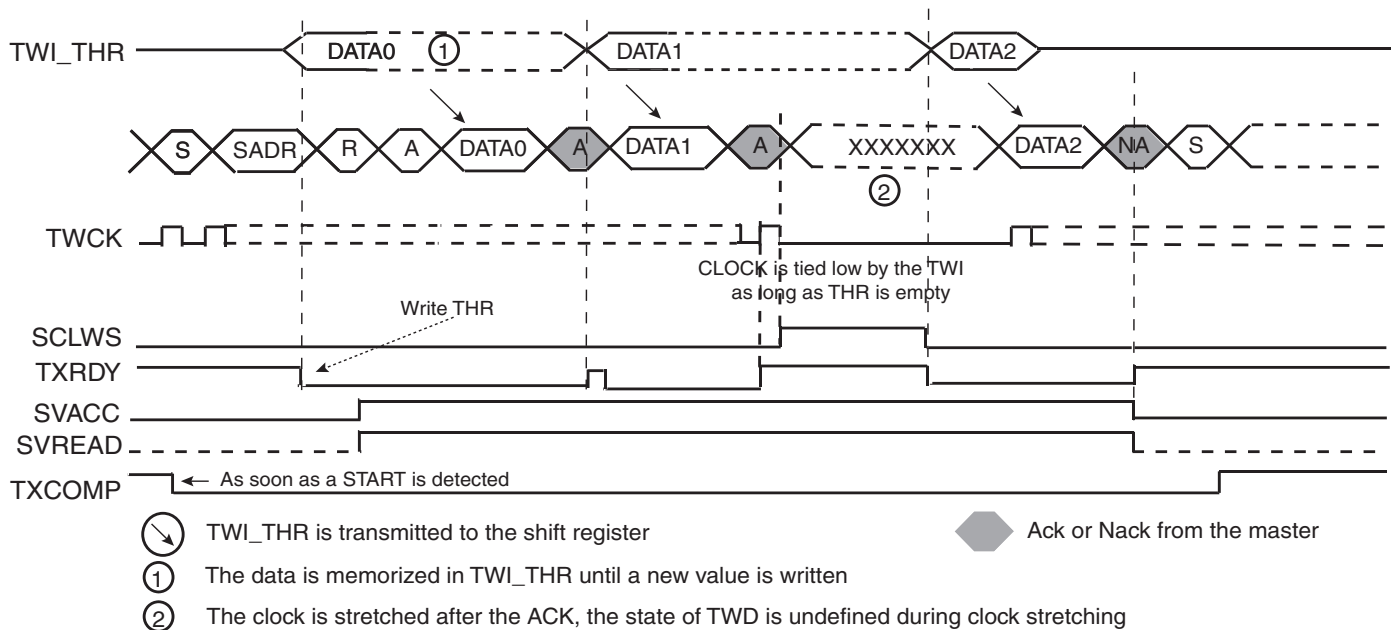 TWI_THR DATA0 1 DATA1 DATA2
S SADR R A DATA0 A DATA1 A XXXXXXX DATA2 NA S
2
TWCK
CLOCK is tied low by the TWI
as long as THR is empty
Write THR
SCLWS
TXRDY
SVACC
SVREAD
TXCOMP As soon as a START is detected
TWI_THR is transmitted to the shift register Ack or Nack from the master
1 The data is memorized in TWI_THR until a new value is written
2 The clock is stretched after the ACK, the state of TWD is undefined during clock stretching